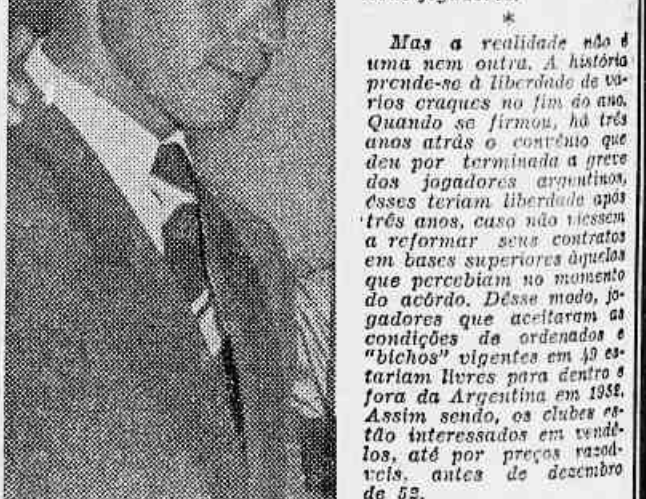 *
Mas a realidade não é
uma nem outra. A história
prende-se à liberdade de vá-
rios craques no fim do ano.
Quando se firmou, há três
anos atrás o convênio que
deu por terminada a greve
dos jogadores argentinos,
êsses teriam liberdade após
três anos, caso não viessem
a reformar seus contratos
em bases superiores àquelas
que percebiam no momento
do acôrdo. Dêsse modo, jo-
gadores que aceitaram as
condições de ordenados e
"bichos" vigentes em 49 es-
tariam livres para dentro e
fora da Argentina em 1952.
Assim sendo, os clubes es-
tão interessados em vendê-
los, até por preços razoá-
veis, antes de dezembro
de 52.